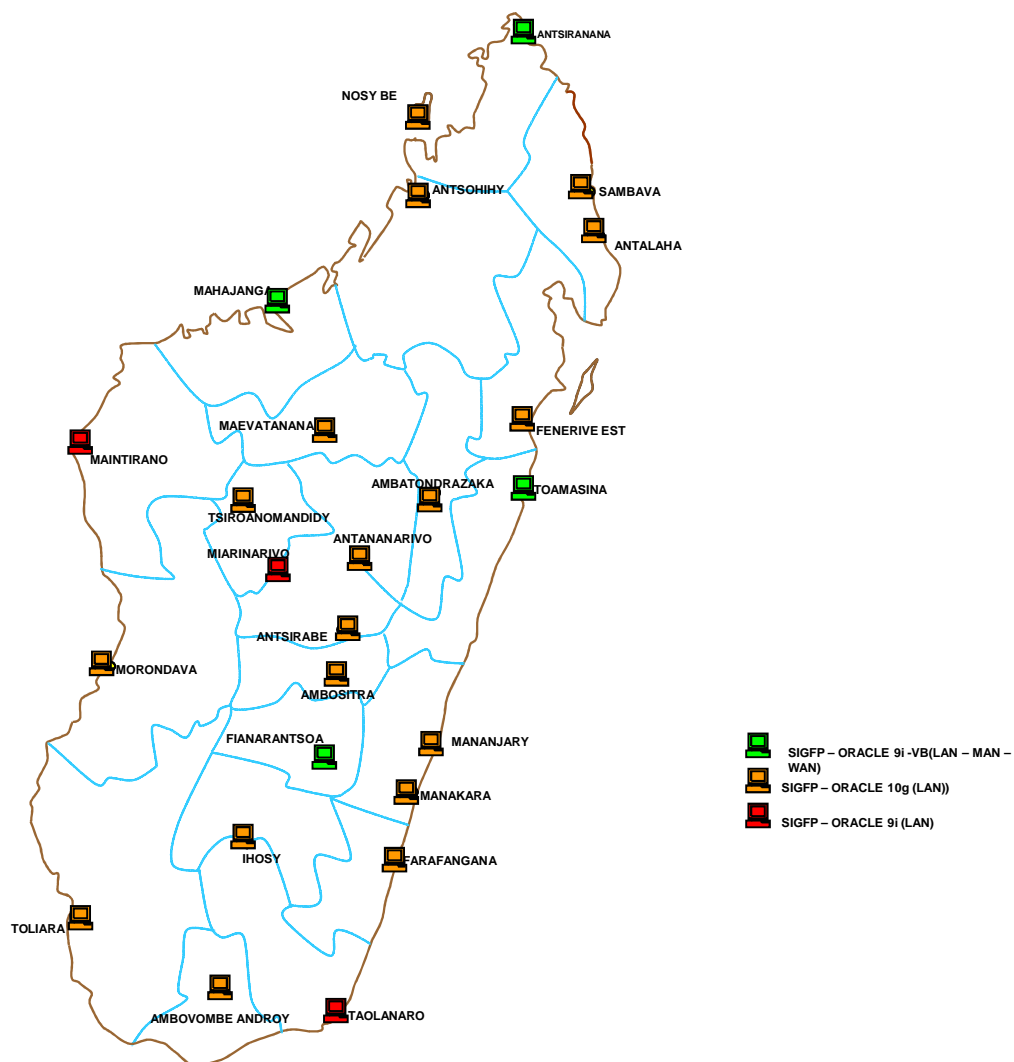 ANTSIRANANA
NOSY BE
ANTSOHIHY
SAMBAVA
ANTALAHA
MAHAJANGA
MAEVATANANA
FENERIVE EST
MAINTIRANO
AMBATONDRAZAKA
TOAMASINA
TSIROANOMANDIDY
ANTANANARIVO
MIARINARIVO
ANTSIRABE
MORONDAVA
AMBOSITRA
FIANARANTSOA
MANANJARY
MANAKARA
IHOSY
FARAFANGANA
TOLIARA
AMBOVOMBE ANDROY
TAOLANARO
SIGFP – ORACLE 9i -VB(LAN – MAN –
WAN)
SIGFP – ORACLE 10g (LAN))
SIGFP – ORACLE 9i (LAN)